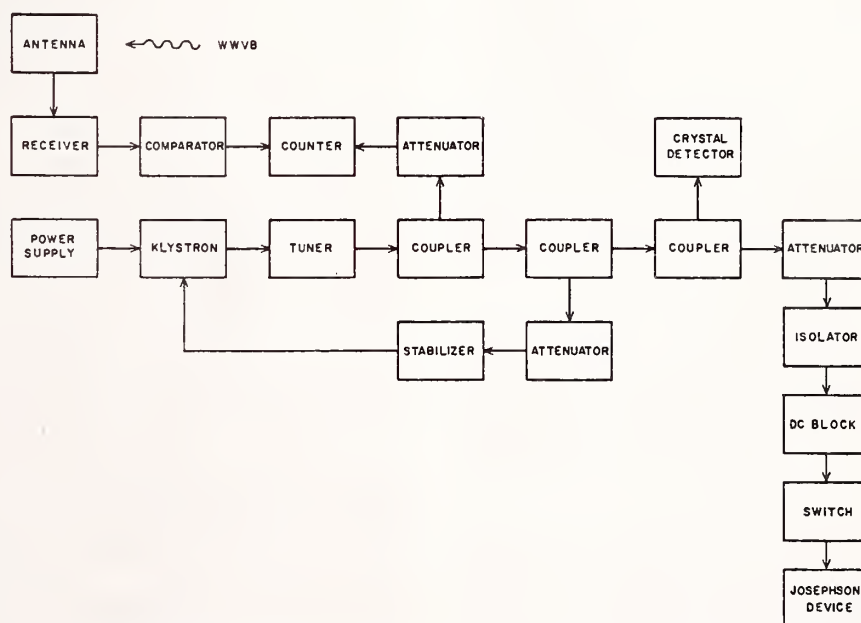 ANTENNA
WWVB
RECEIVER
COMPARATOR
COUNTER
ATTENUATOR
CRYSTAL
DETECTOR
POWER
SUPPLY
KLYSTRON
TUNER
COUPLER
COUPLER
COUPLER
ATTENUATOR
STABILIZER
ATTENUATOR
ISOLATOR
DC BLOCK
SWITCH
JOSEPHSON
DEVICE